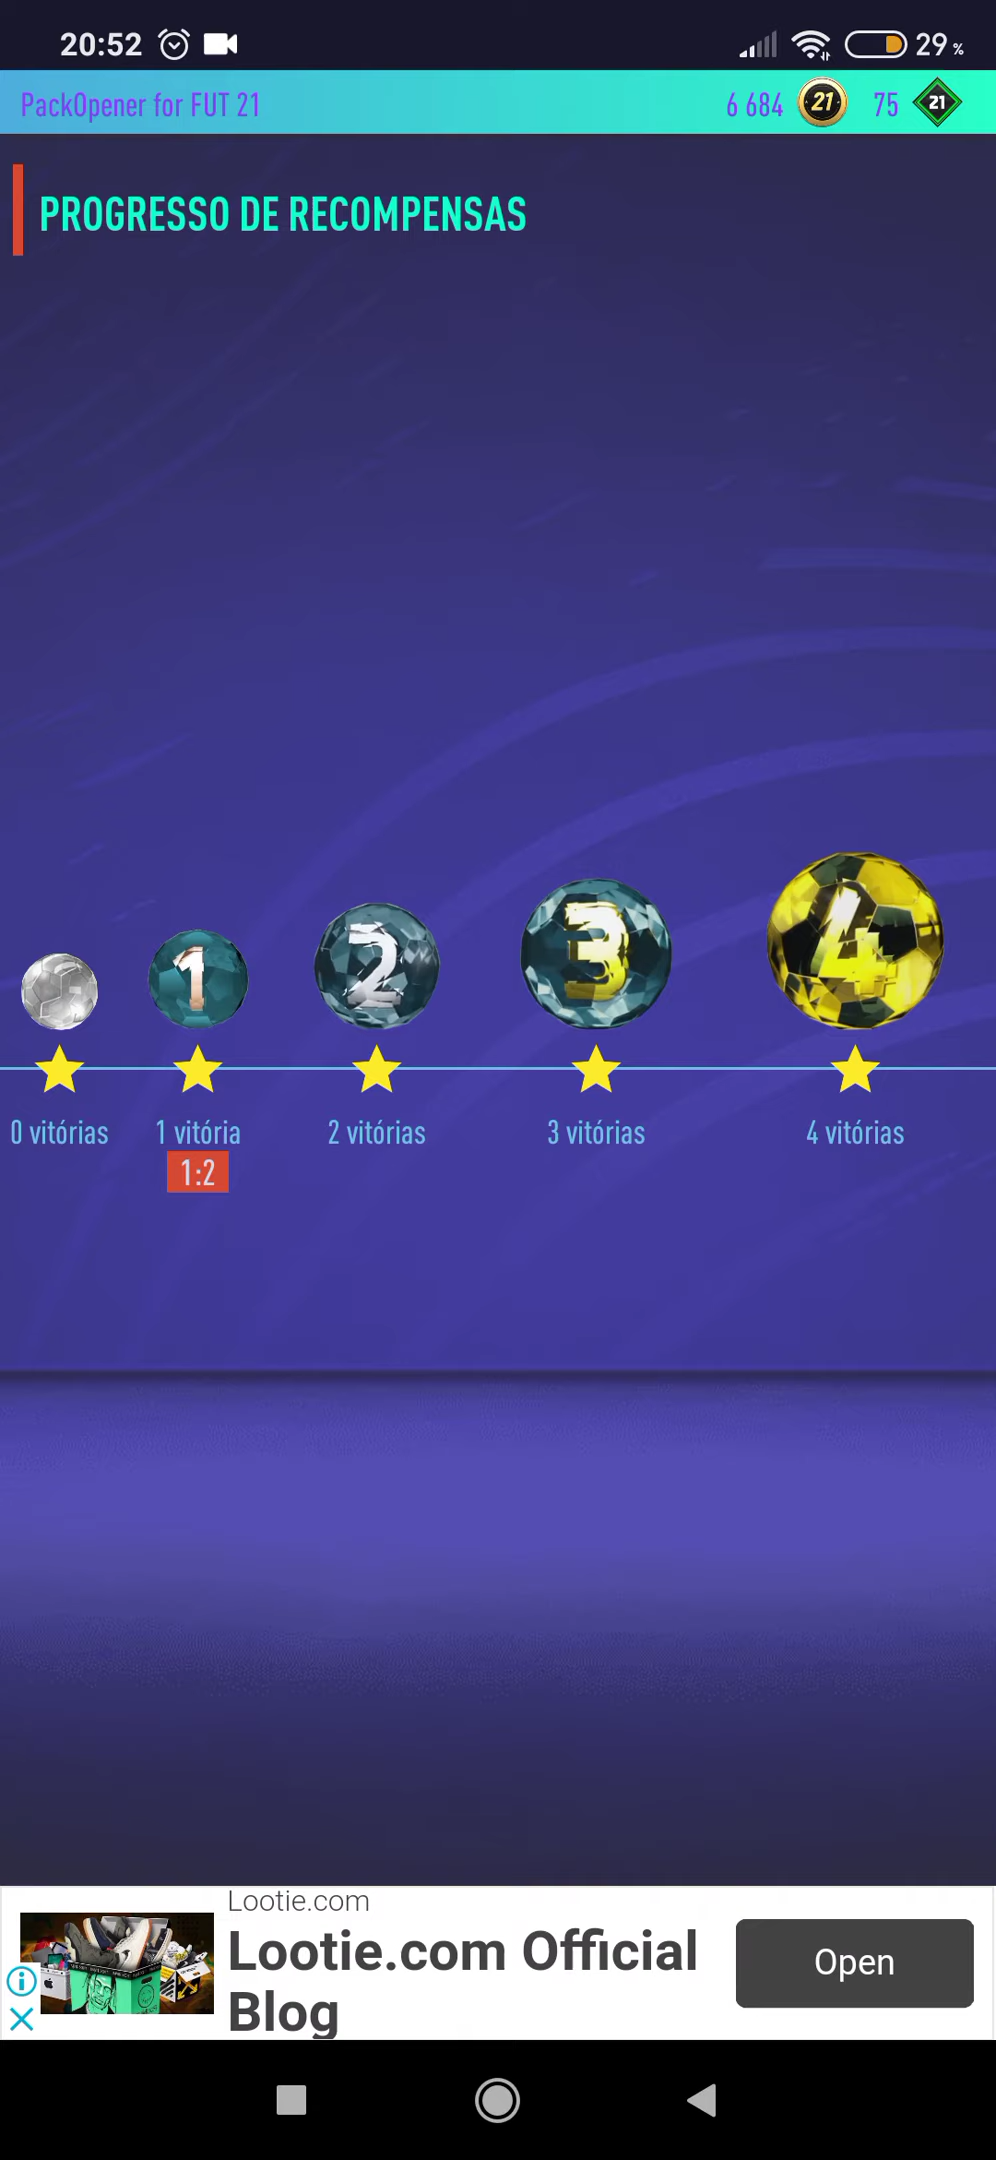 20:52
29 %
PackOpener for FUT 21
6 684
21
75
21
PROGRESSO DE RECOMPENSAS
1
2
3
4
0 vitórias
1 vitória
2 vitórias
3 vitórias
4 vitórias
1:2
Lootie.com
Lootie.com Official
Blog
Open